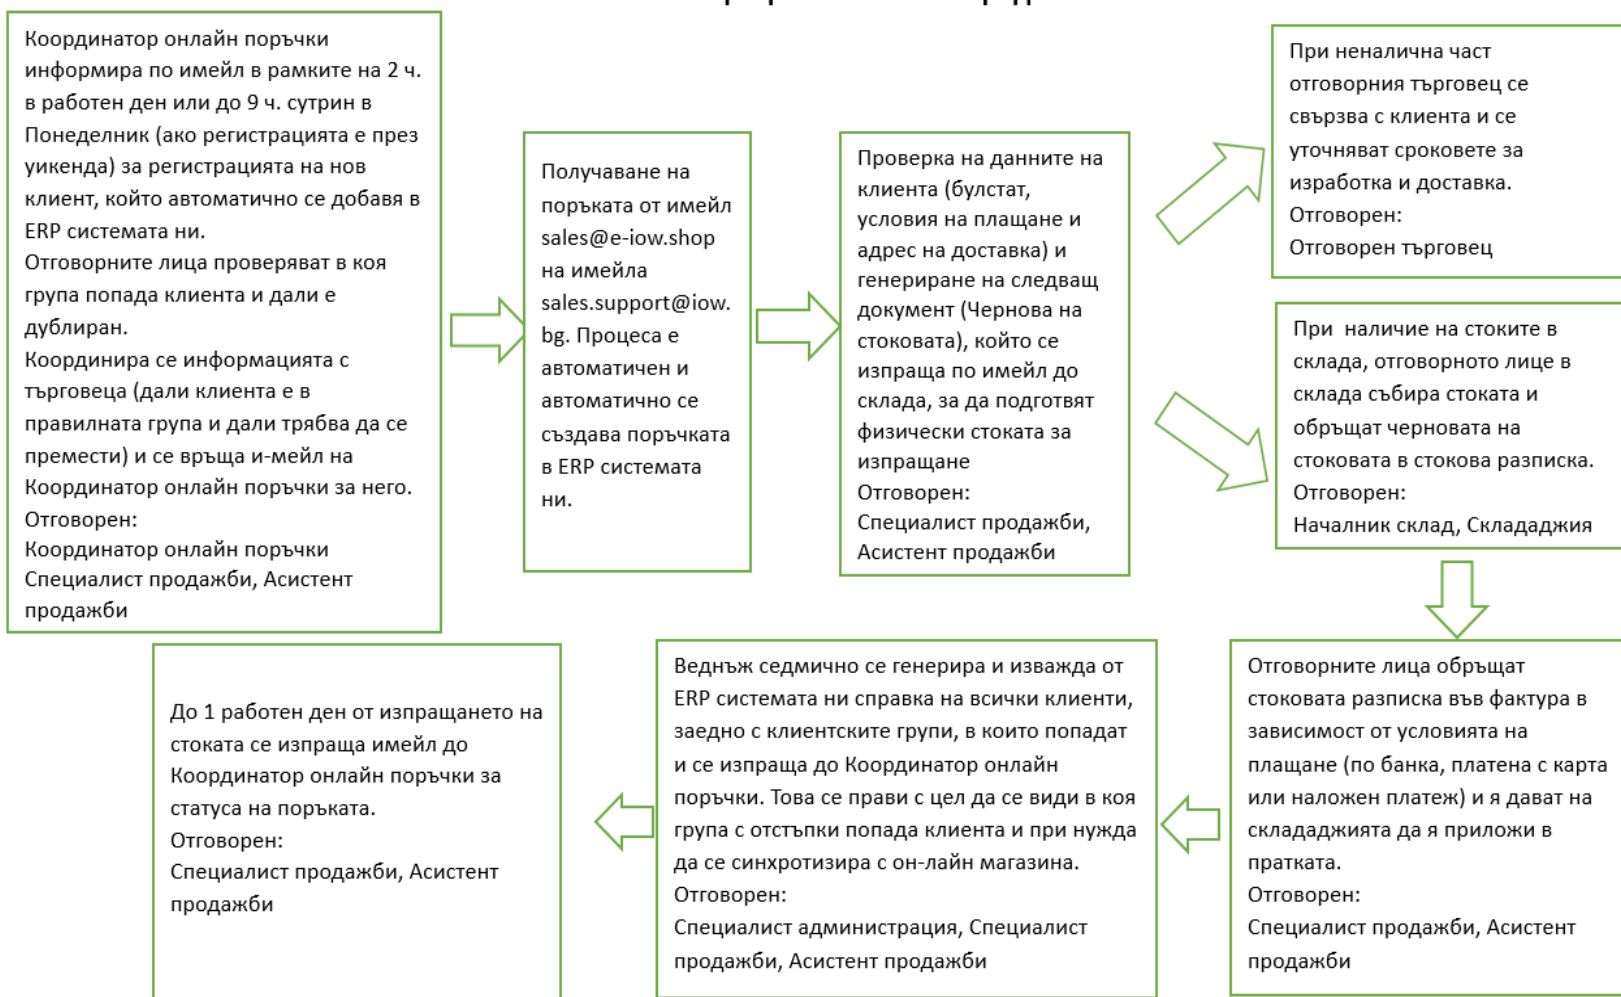 Координатор онлайн поръчки
информира по имейл в рамките на 2 ч.
в работен ден или до 9 ч. сутрин в
Понеделник (ако регистрацията е през
уикенда) за регистрацията на нов
клиент, който автоматично се добавя в
ERP системата ни.
Отговорните лица проверяват в коя
група попада клиента и дали е
дублиран.
Координира се информацията с
търговеца (дали клиента е в
правилната група и дали трябва да се
премести) и се връща и-мейл на
Координатор онлайн поръчки за него.
Отговорен:
Координатор онлайн поръчки
Специалист продажби, Асистент
продажби
Получаване на
поръката от имейл
sales@e-iow.shop
на имейла
sales.support@iow.
bg. Процеса е
автоматичен и
автоматично се
създава поръчката
в ERP системата
ни.
Проверка на данните на
клиента (булстат,
условия на плащане и
адрес на доставка) и
генериране на следващ
документ (Чернова на
стоковата), който се
изпраща по имейл до
склада, за да подготвят
физически стоката за
изпращане
Отговорен:
Специалист продажби,
Асистент продажби
При неналична част
отговорния търговец се
свързва с клиента и се
уточняват сроковете за
изработка и доставка.
Отговорен:
Отговорен търговец
При наличие на стоките в
склада, отговорното лице в
склада събира стоката и
обръщат черновата на
стоковата в стокова разписка.
Отговорен:
Началник склад, Склададжия
Отговорните лица обръщат
стоковата разписка във фактура в
зависимост от условията на
плащане (по банка, платена с карта
или наложен платеж) и я дават на
склададжията да я приложи в
пратката.
Отговорен:
Специалист продажби, Асистент
продажби
Веднъж седмично се генерира и изважда от
ERP системата ни справка на всички клиенти,
заедно с клиентските групи, в които попадат
и се изпраща до Координатор онлайн
поръчки. Това се прави с цел да се види в коя
група с отстъпки попада клиента и при нужда
да се синхротизира с он-лайн магазина.
Отговорен:
Специалист администрация, Специалист
продажби, Асистент продажби
До 1 работен ден от изпращането на
стоката се изпраща имейл до
Координатор онлайн поръчки за
статуса на поръката.
Отговорен:
Специалист продажби, Асистент
продажби